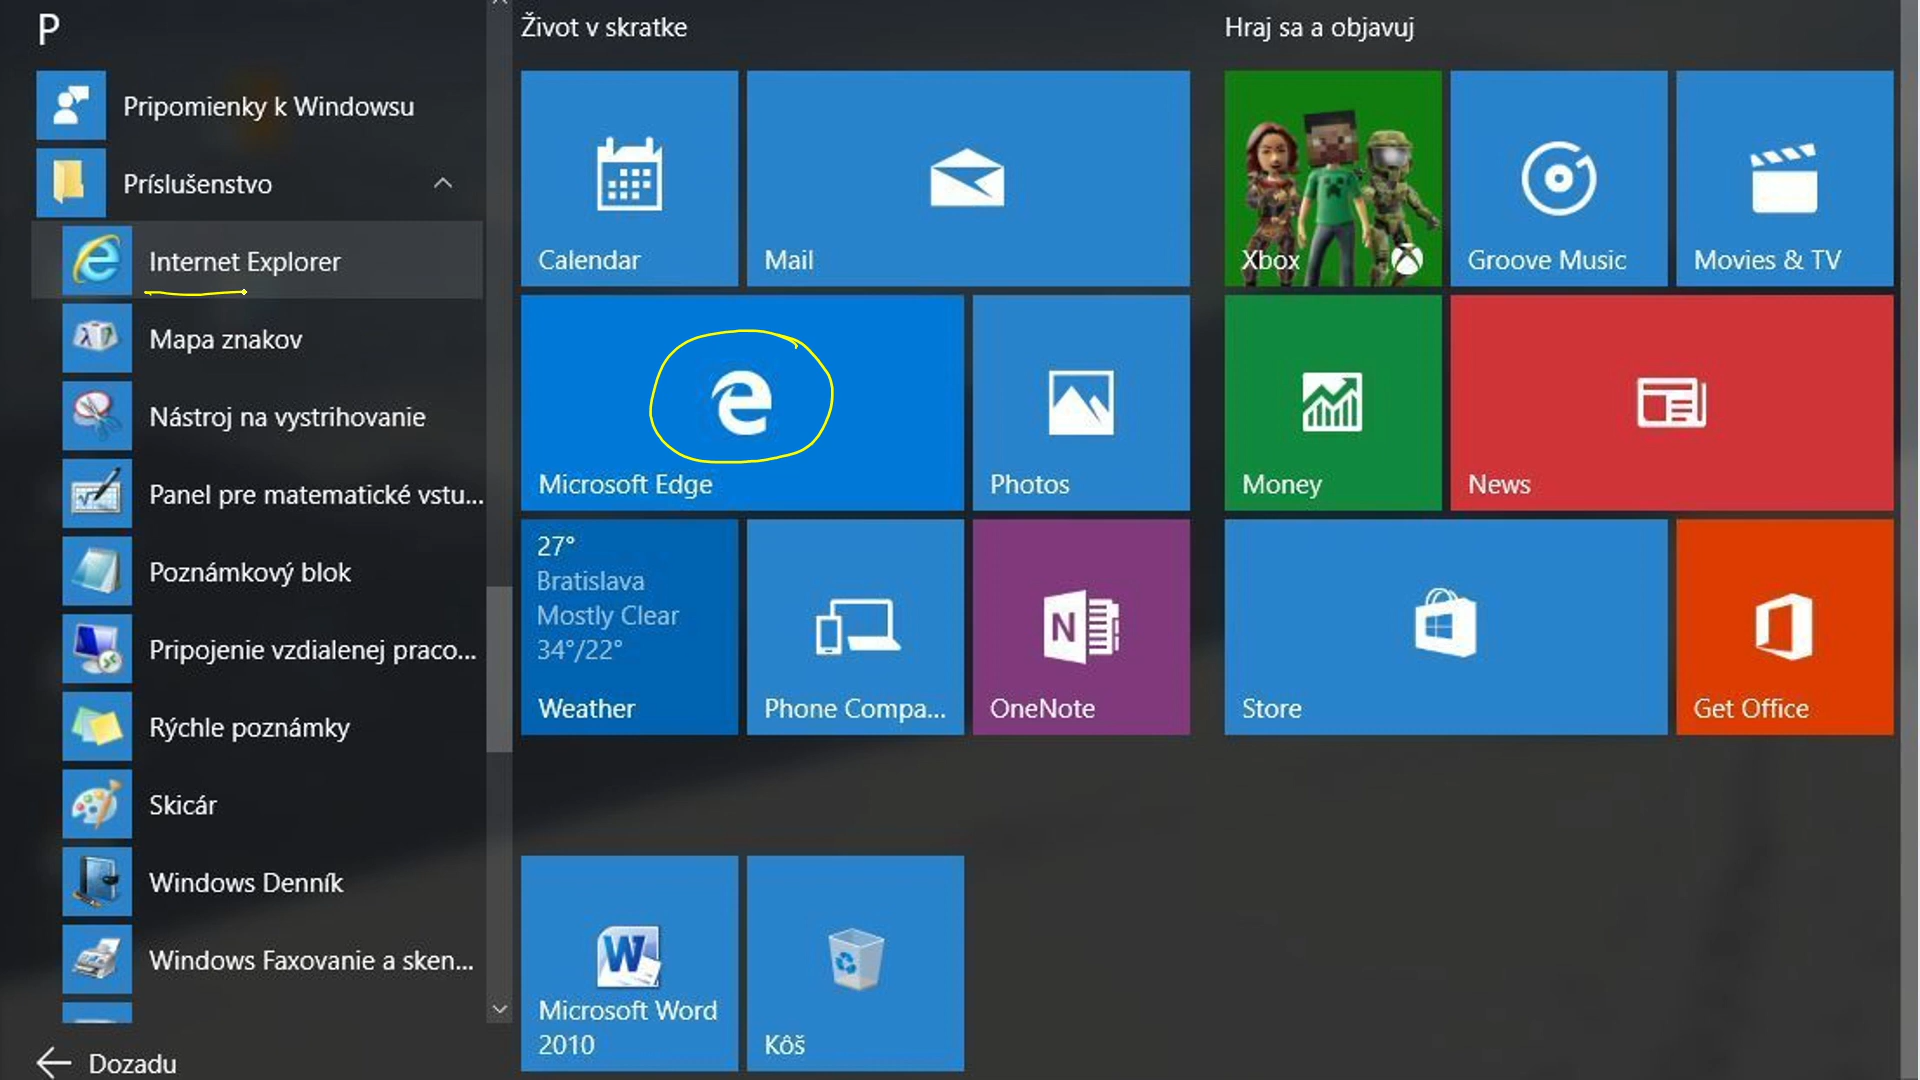 P
Pripomienky k Windowsu
Príslušenstvo
Internet Explorer
Mapa znakov
Nástroj na vystrihovanie
Panel pre matematické vstu...
Poznámkový blok
Pripojenie vzdialenej praco...
Rýchle poznámky
Skicár
Windows Denník
Windows Faxovanie a sken...
Dozadu
Život v skratke
Calendar
Mail
Microsoft Edge
Photos
27°
Bratislava
Mostly Clear
34°/22°
Weather
Phone Compa...
OneNote
Microsoft Word
2010
Kôš
Hraj sa a objavuj
Xbox
Groove Music
Movies & TV
Money
News
Store
Get Office